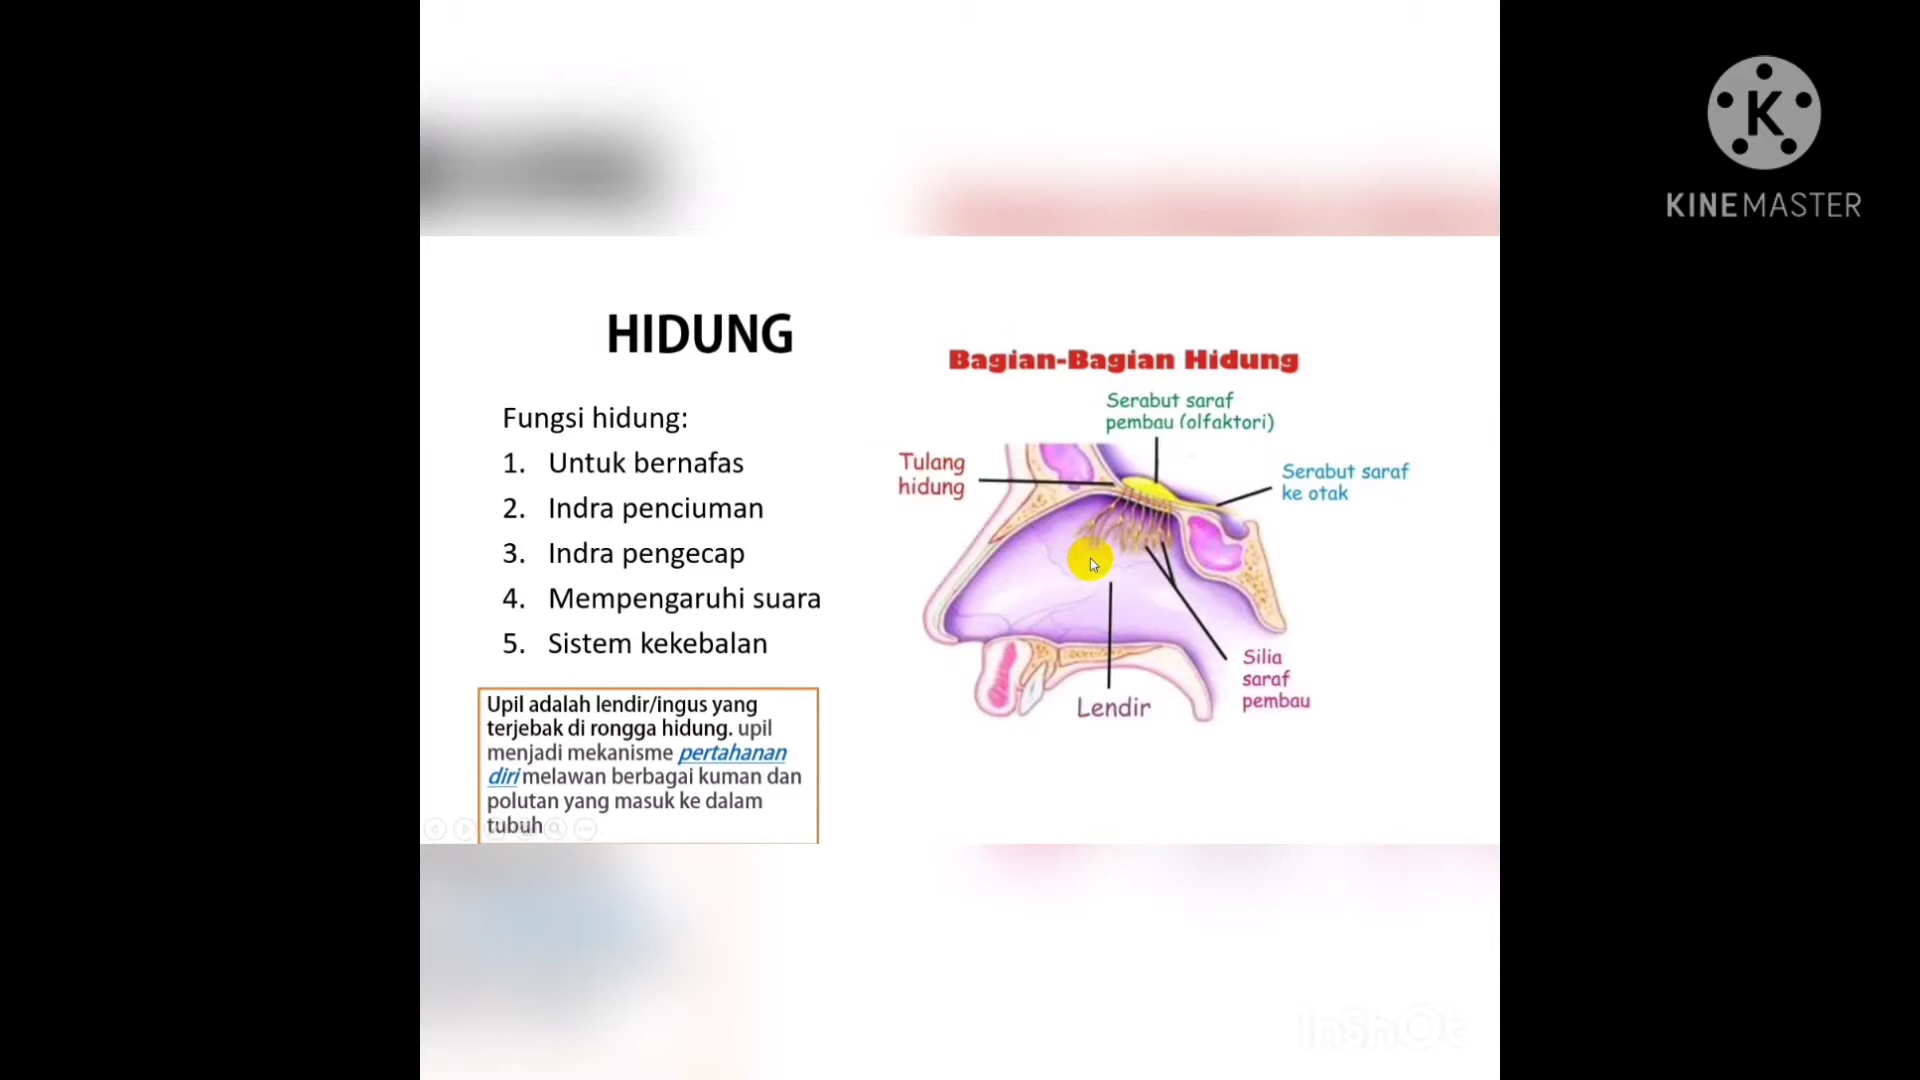 K
KINEMASTER
HIDUNG
Fungsi hidung:
1. Untuk bernafas
2. Indra penciuman
3. Indra pengecap
4. Mempengaruhi suara
5. Sistem kekebalan
Upil adalah lendir/ingus yang
terjebak di rongga hidung. upil
menjadi mekanisme pertahanan
diri melawan berbagai kuman dan
polutan yang masuk ke dalam
tubuh
Bagian-Bagian Hidung
Serabut saraf
pembau (olfaktori)
Tulang
hidung
Serabut saraf
ke otak
Silia
saraf
pembau
Lendir